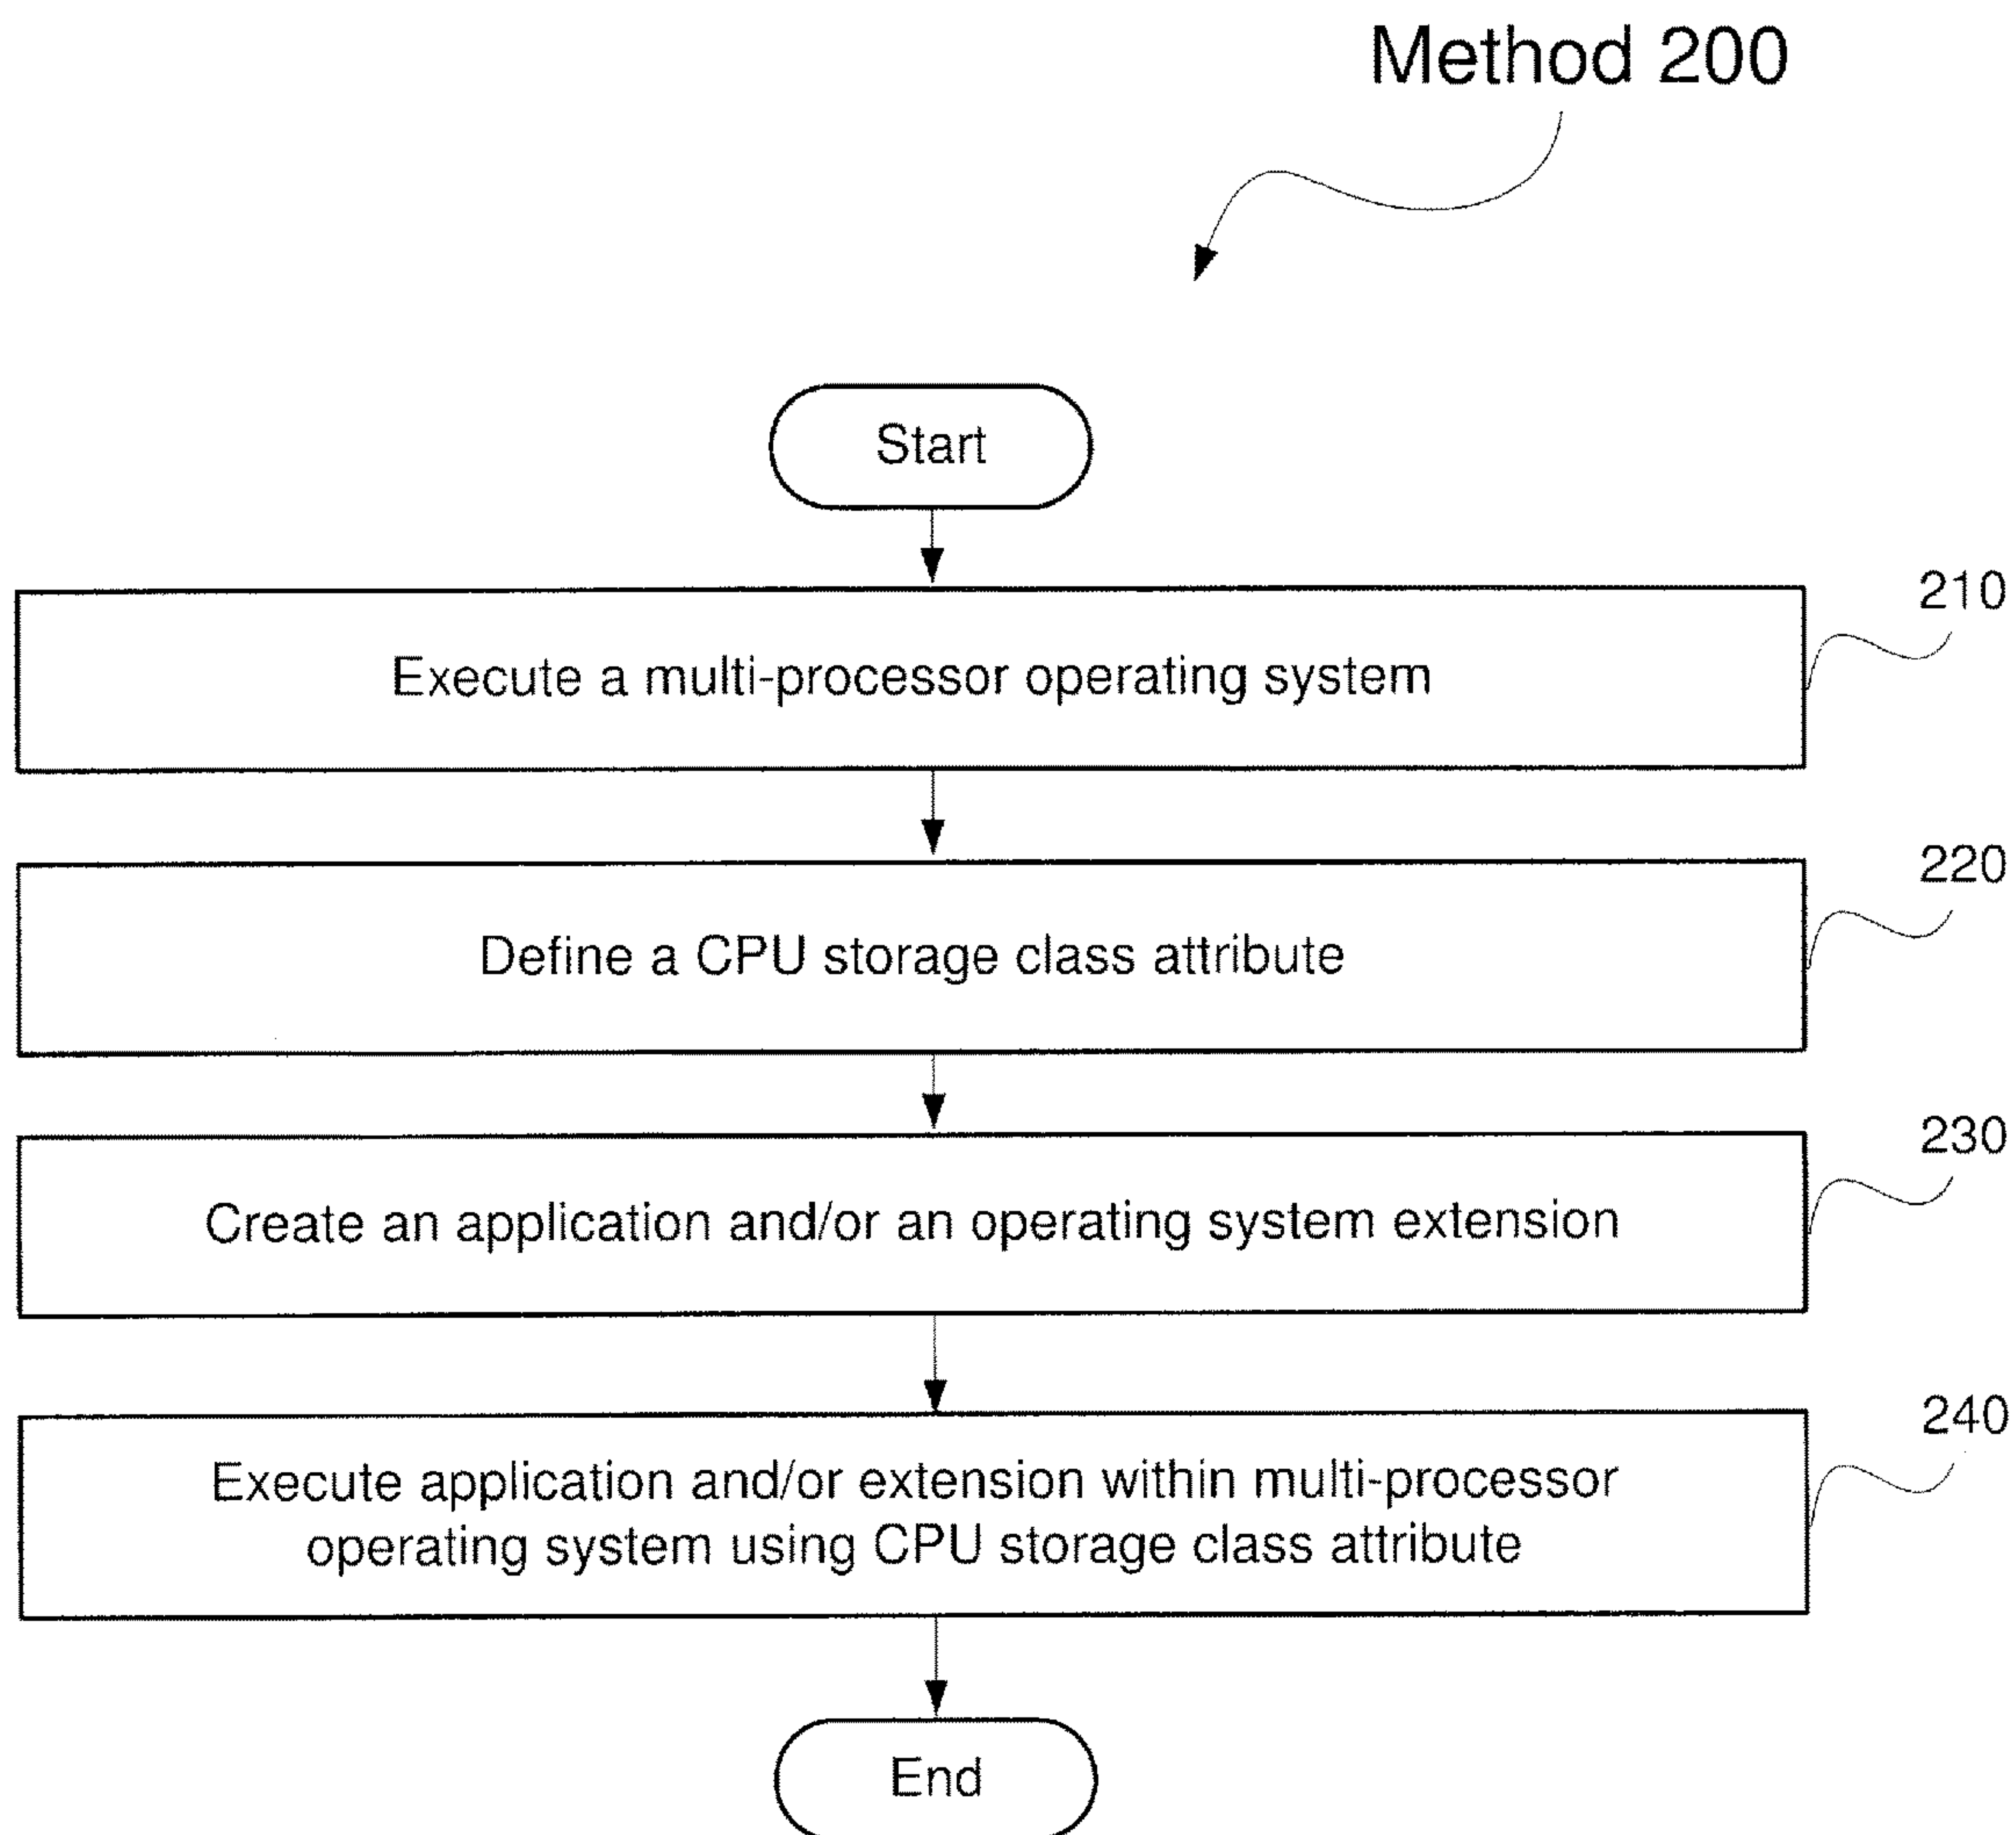 Method 200
Start
210
Execute a multi-processor operating system
220
Define a CPU storage class attribute
230
Create an application and/or an operating system extension
240
Execute application and/or extension within multi-processor
operating system using CPU storage class attribute
End